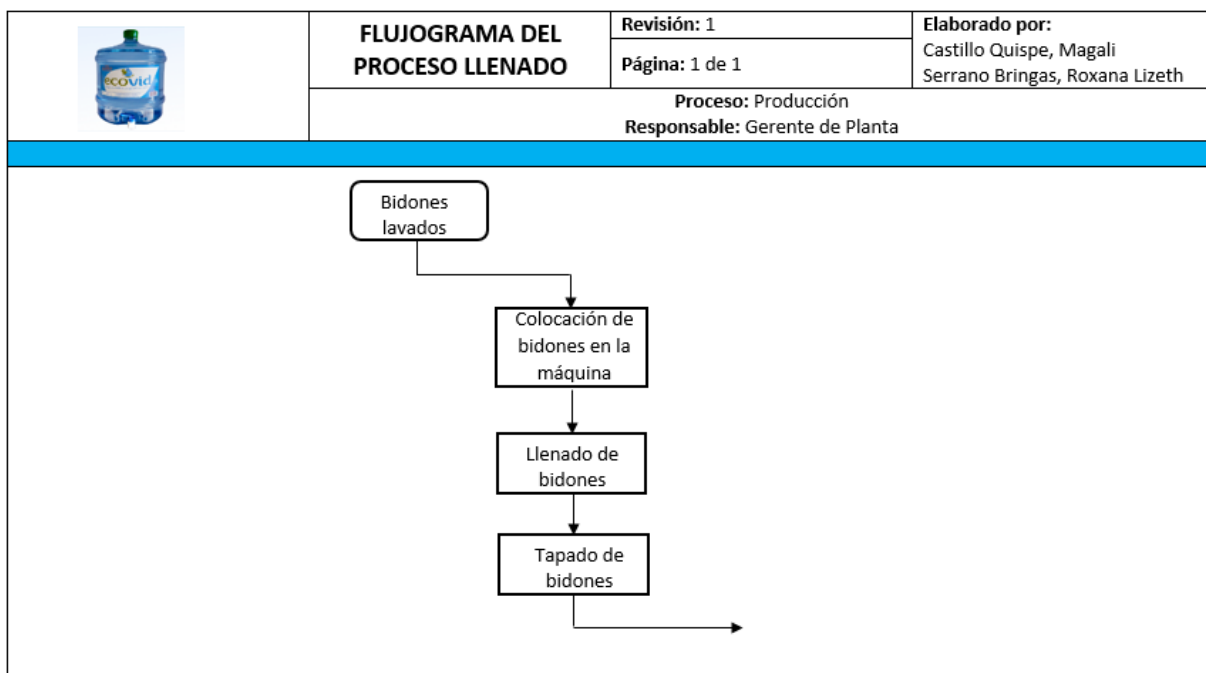 ecovid
FLUJOGRAMA DEL
PROCESO LLENADO
Revisión: 1
Página: 1 de 1
Elaborado por:
Castillo Quispe, Magali
Serrano Bringas, Roxana Lizeth
Proceso: Producción
Responsable: Gerente de Planta
Bidones
lavados
Colocación de
bidones en la
máquina
Llenado de
bidones
Tapado de
bidones